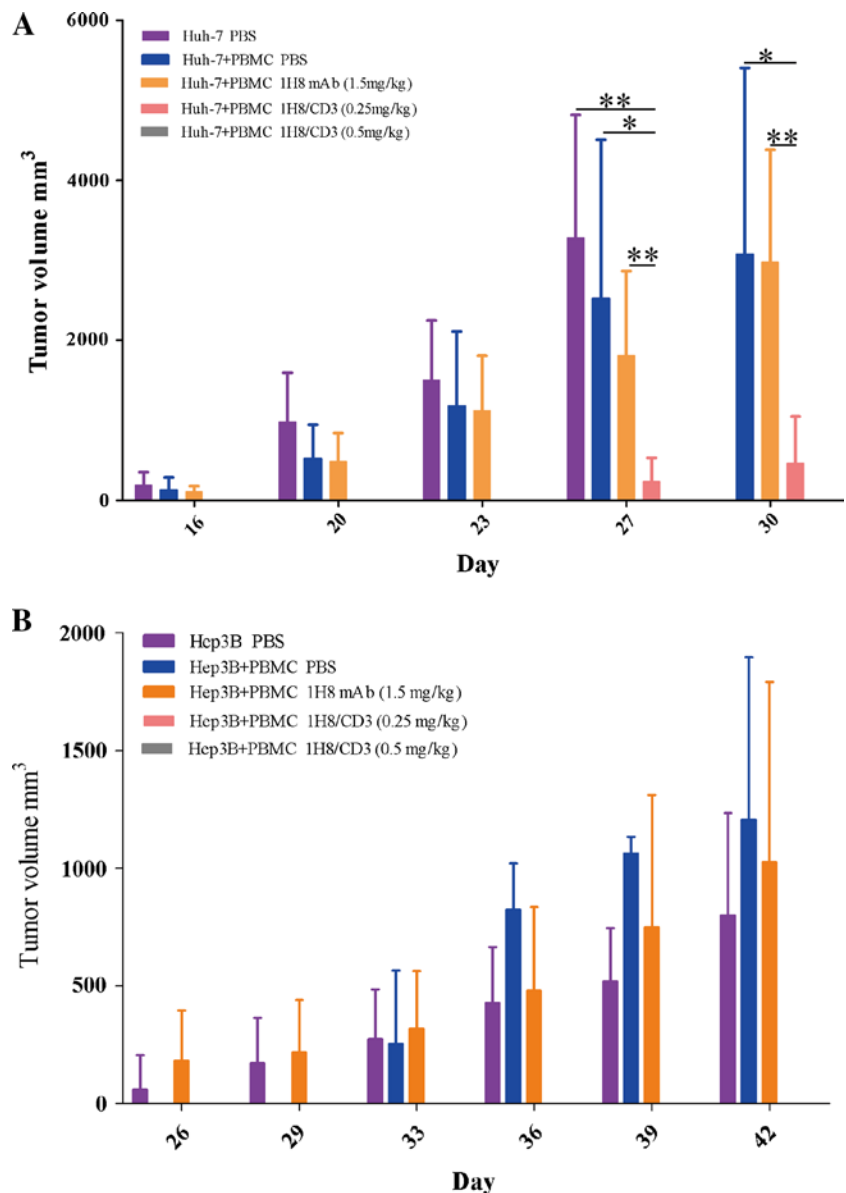 A
6000
4000
2000
0
Tumor volume mm³
Huh-7 PBS
Huh-7+PBMC PBS
Huh-7+PBMC 1H8 mAb (1.5mg/kg)
Huh-7+PBMC 1H8/CD3 (0.25mg/kg)
Huh-7+PBMC 1H8/CD3 (0.5mg/kg)
**
*
**
*
**
16 20 23 27 30
Day
B
2000
1500
1000
500
0
Tumor volume mm³
Hep3B PBS
Hep3B+PBMC PBS
Hep3B+PBMC 1H8 mAb (1.5 mg/kg)
Hep3B+PBMC 1H8/CD3 (0.25 mg/kg)
Hep3B+PBMC 1H8/CD3 (0.5 mg/kg)
26 29 33 36 39 42
Day